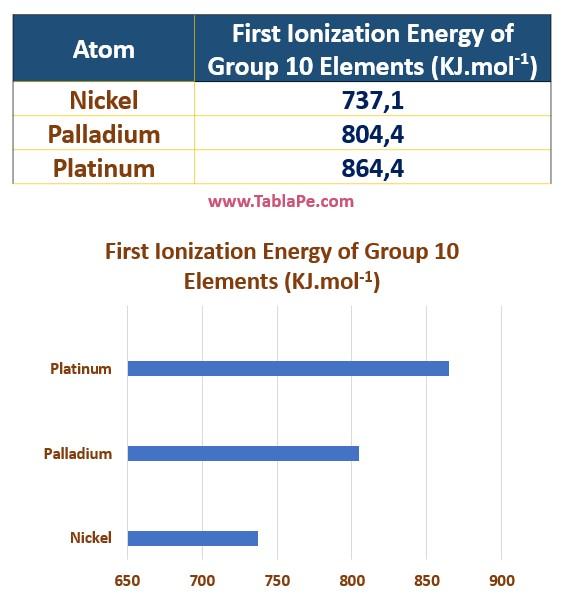 Atom
First Ionization Energy of
Group 10 Elements (KJ.mol⁻¹)
Nickel 737,1
Palladium 804,4
Platinum 864,4
www.TablaPe.com
First Ionization Energy of Group 10
Elements (KJ.mol⁻¹)
Platinum
Palladium
Nickel
650 700 750 800 850 900